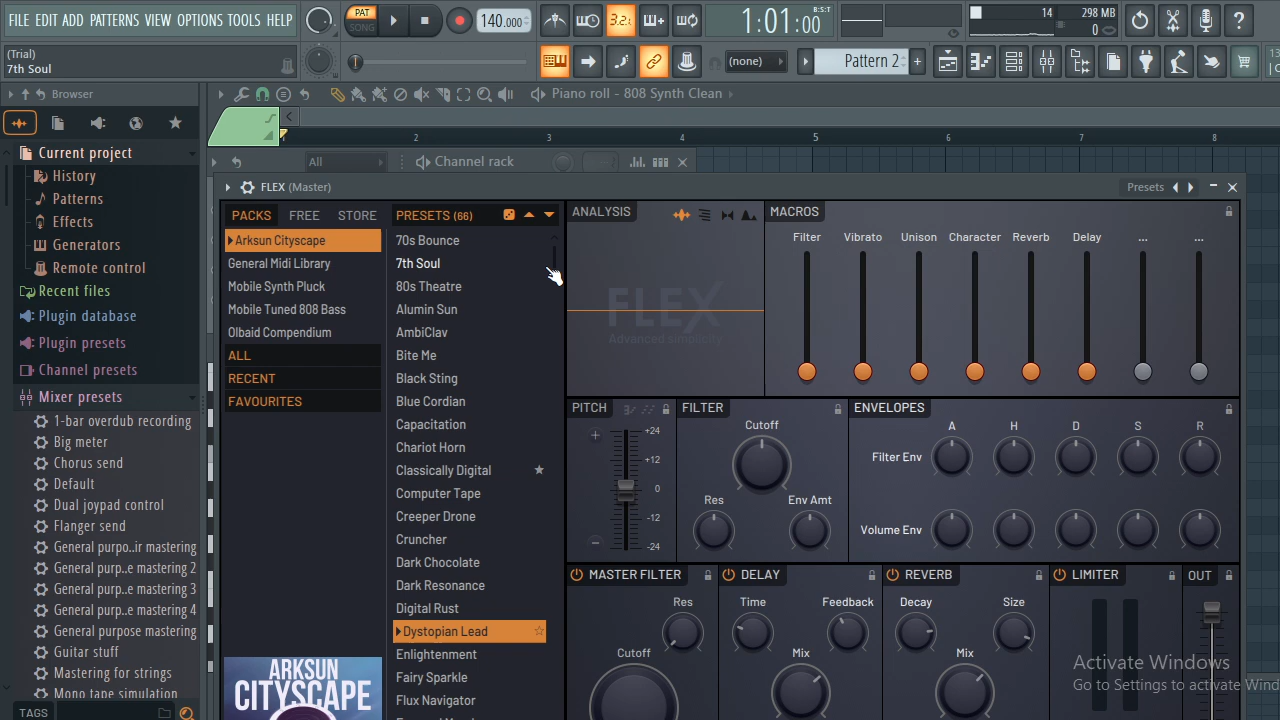 FILE EDIT ADD PATTERNS VIEW OPTIONS TOOLS HELP
PAT
SONG
140.000
3.2.
1:01:00
B:S:T
14
298 MB
0
(Trial)
7th Soul
(none)
Pattern 2
+
Browser
Piano roll - 808 Synth Clean
2
3
4
5
6
7
8
All
Channel rack
Current project
History
Patterns
Effects
Generators
Remote control
Recent files
Plugin database
Plugin presets
Channel presets
Mixer presets
1-bar overdub recording
Big meter
Chorus send
Default
Dual joypad control
Flanger send
General purpo..ir mastering
General purp..e mastering 2
General purp..e mastering 3
General purp..e mastering 4
General purpose mastering
Guitar stuff
Mastering for strings
Mono tape simulation
TAGS
FLEX (Master)
Presets
PACKS
FREE
STORE
PRESETS (66)
Arksun Cityscape
General Midi Library
Mobile Synth Pluck
Mobile Tuned 808 Bass
Olbaid Compendium
ALL
RECENT
FAVOURITES
ARKSUN
CITYSCAPE
70s Bounce
7th Soul
80s Theatre
Alumin Sun
AmbiClav
Bite Me
Black Sting
Blue Cordian
Capacitation
Chariot Horn
Classically Digital
Computer Tape
Creeper Drone
Cruncher
Dark Chocolate
Dark Resonance
Digital Rust
Dystopian Lead
Enlightenment
Fairy Sparkle
Flux Navigator
ANALYSIS
FLEX
Advanced simplicity
MACROS
Filter
Vibrato
Unison
Character
Reverb
Delay
...
...
PITCH
+24
+12
0
-12
-24
FILTER
Cutoff
Res
Env Amt
ENVELOPES
A
H
D
S
R
Filter Env
Volume Env
MASTER FILTER
Res
Cutoff
DELAY
Time
Feedback
Mix
REVERB
Decay
Size
Mix
LIMITER
OUT
Activate Windows
Go to Settings to activate Wind